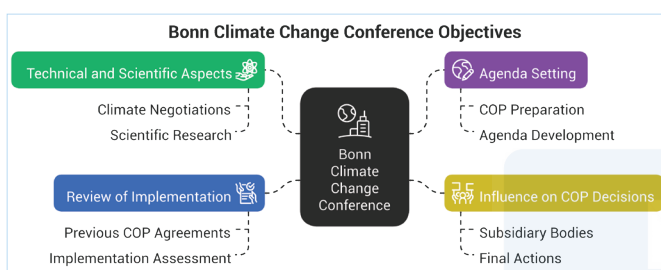 Bonn Climate Change Conference Objectives
Technical and Scientific Aspects
Climate Negotiations
Scientific Research
Agenda Setting
COP Preparation
Agenda Development
Bonn
Climate
Change
Conference
Review of Implementation
Previous COP Agreements
Implementation Assessment
Influence on COP Decisions
Subsidiary Bodies
Final Actions